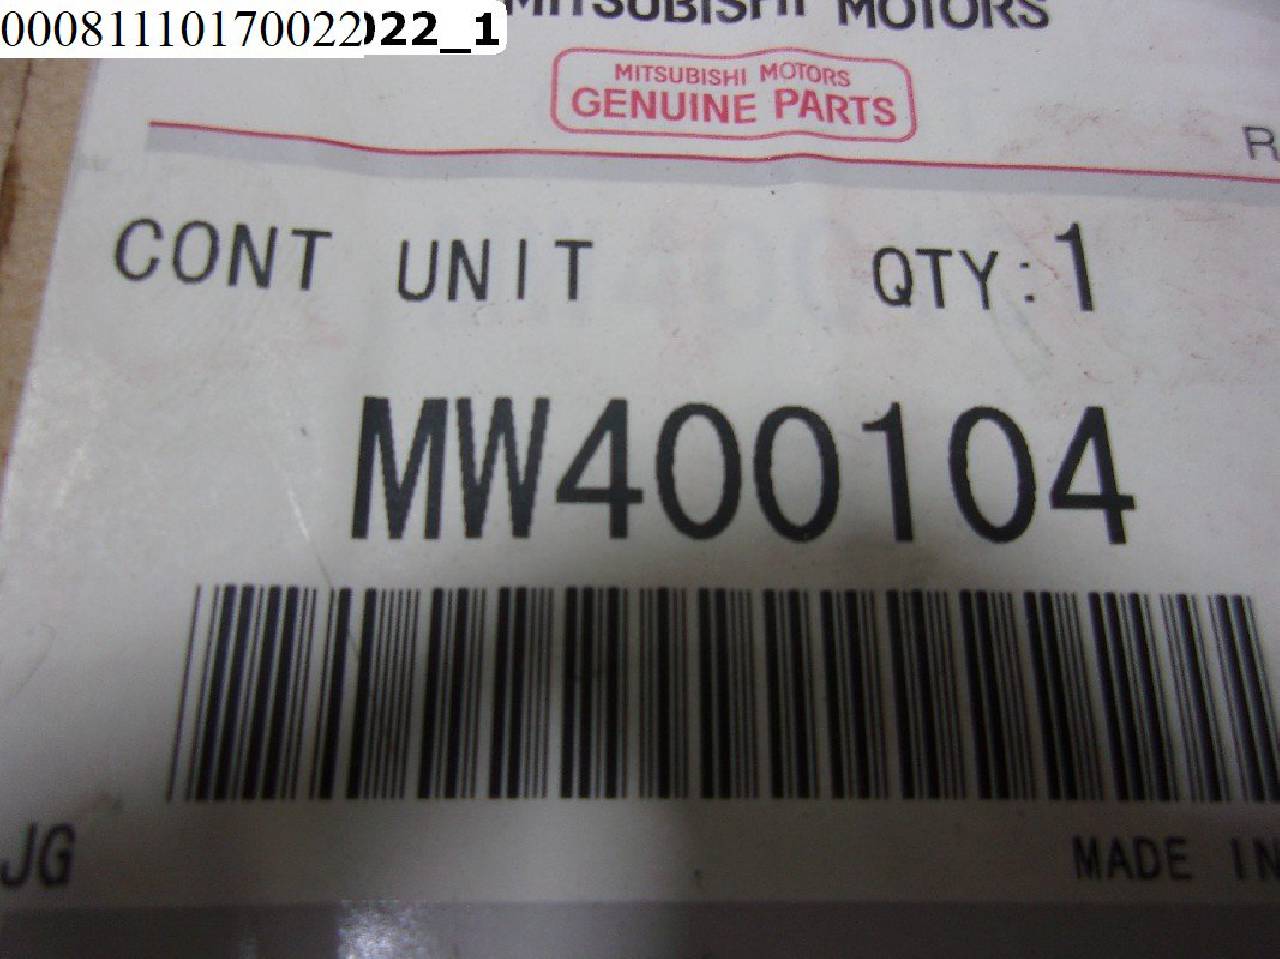 00081110170022022_1
MITSUBISHI MOTORS
MITSUBISHI MOTORS
GENUINE PARTS
R
CONT UNIT QTY:1
MW400104
JG
MADE IN